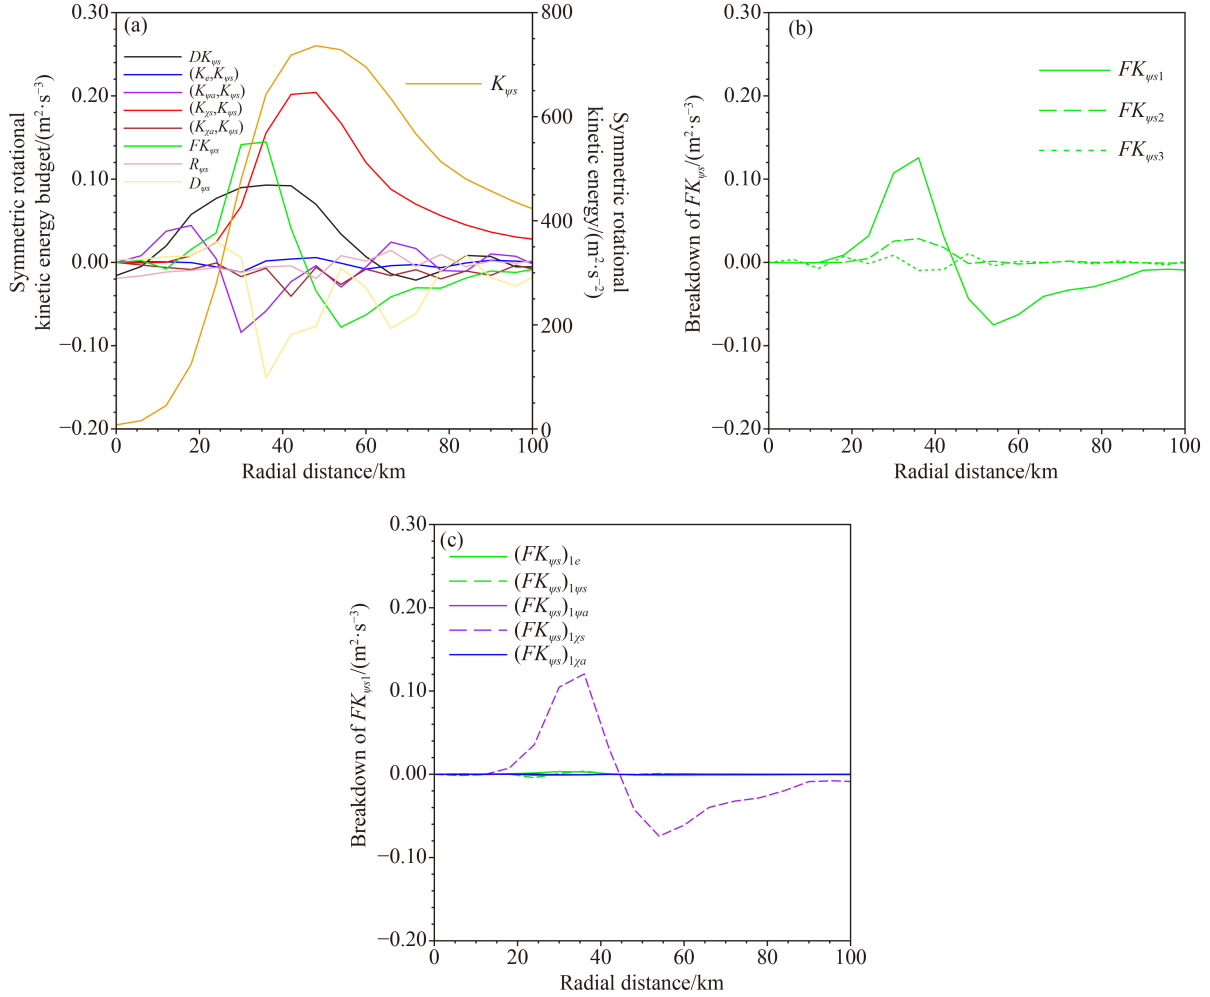 (a)
0.30
0.20
0.10
0.00
−0.10
−0.20
Symmetric rotational
kinetic energy budget/(m²·s⁻³)
DKψs
(Ke,Kψs)
(Kψa,Kψs)
(Kχs,Kψs)
(Kχa,Kψs)
FKψs
Rψs
Dψs
Kψs
800
600
400
200
0
Symmetric rotational
kinetic energy/(m²·s⁻²)
0 20 40 60 80 100
Radial distance/km
(b)
0.30
0.20
0.10
0.00
−0.10
−0.20
Breakdown of FKψs/(m²·s⁻³)
FKψs1
FKψs2
FKψs3
0 20 40 60 80 100
Radial distance/km
(c)
0.30
0.20
0.10
0.00
−0.10
−0.20
Breakdown of FKψs1/(m²·s⁻³)
(FKψs)1e
(FKψs)1ψs
(FKψs)1ψa
(FKψs)1χs
(FKψs)1χa
0 20 40 60 80 100
Radial distance/km